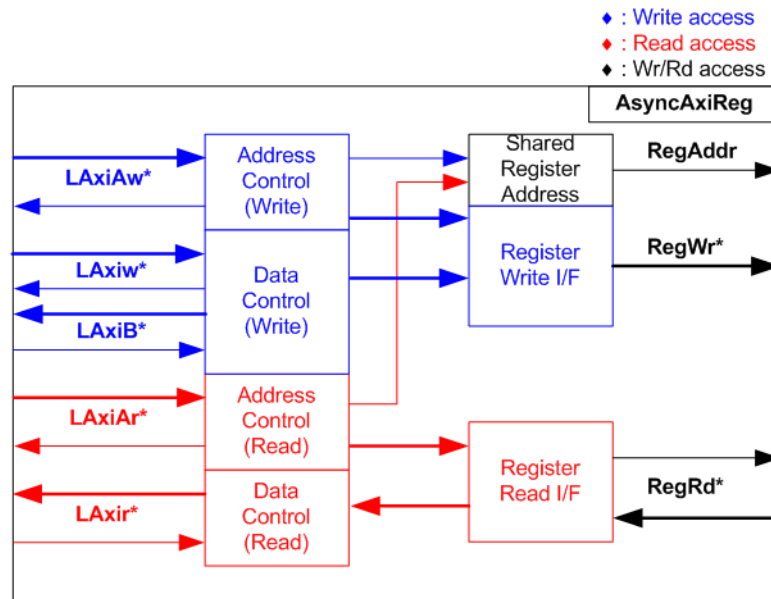 ♦ : Write access
♦ : Read access
♦ : Wr/Rd access
AsyncAxiReg
LAxiAw*
Address
Control
(Write)
Shared
Register
Address
RegAddr
LAxiw*
LAxiB*
Data
Control
(Write)
Register
Write I/F
RegWr*
LAxiAr*
Address
Control
(Read)
LAxir*
Data
Control
(Read)
Register
Read I/F
RegRd*